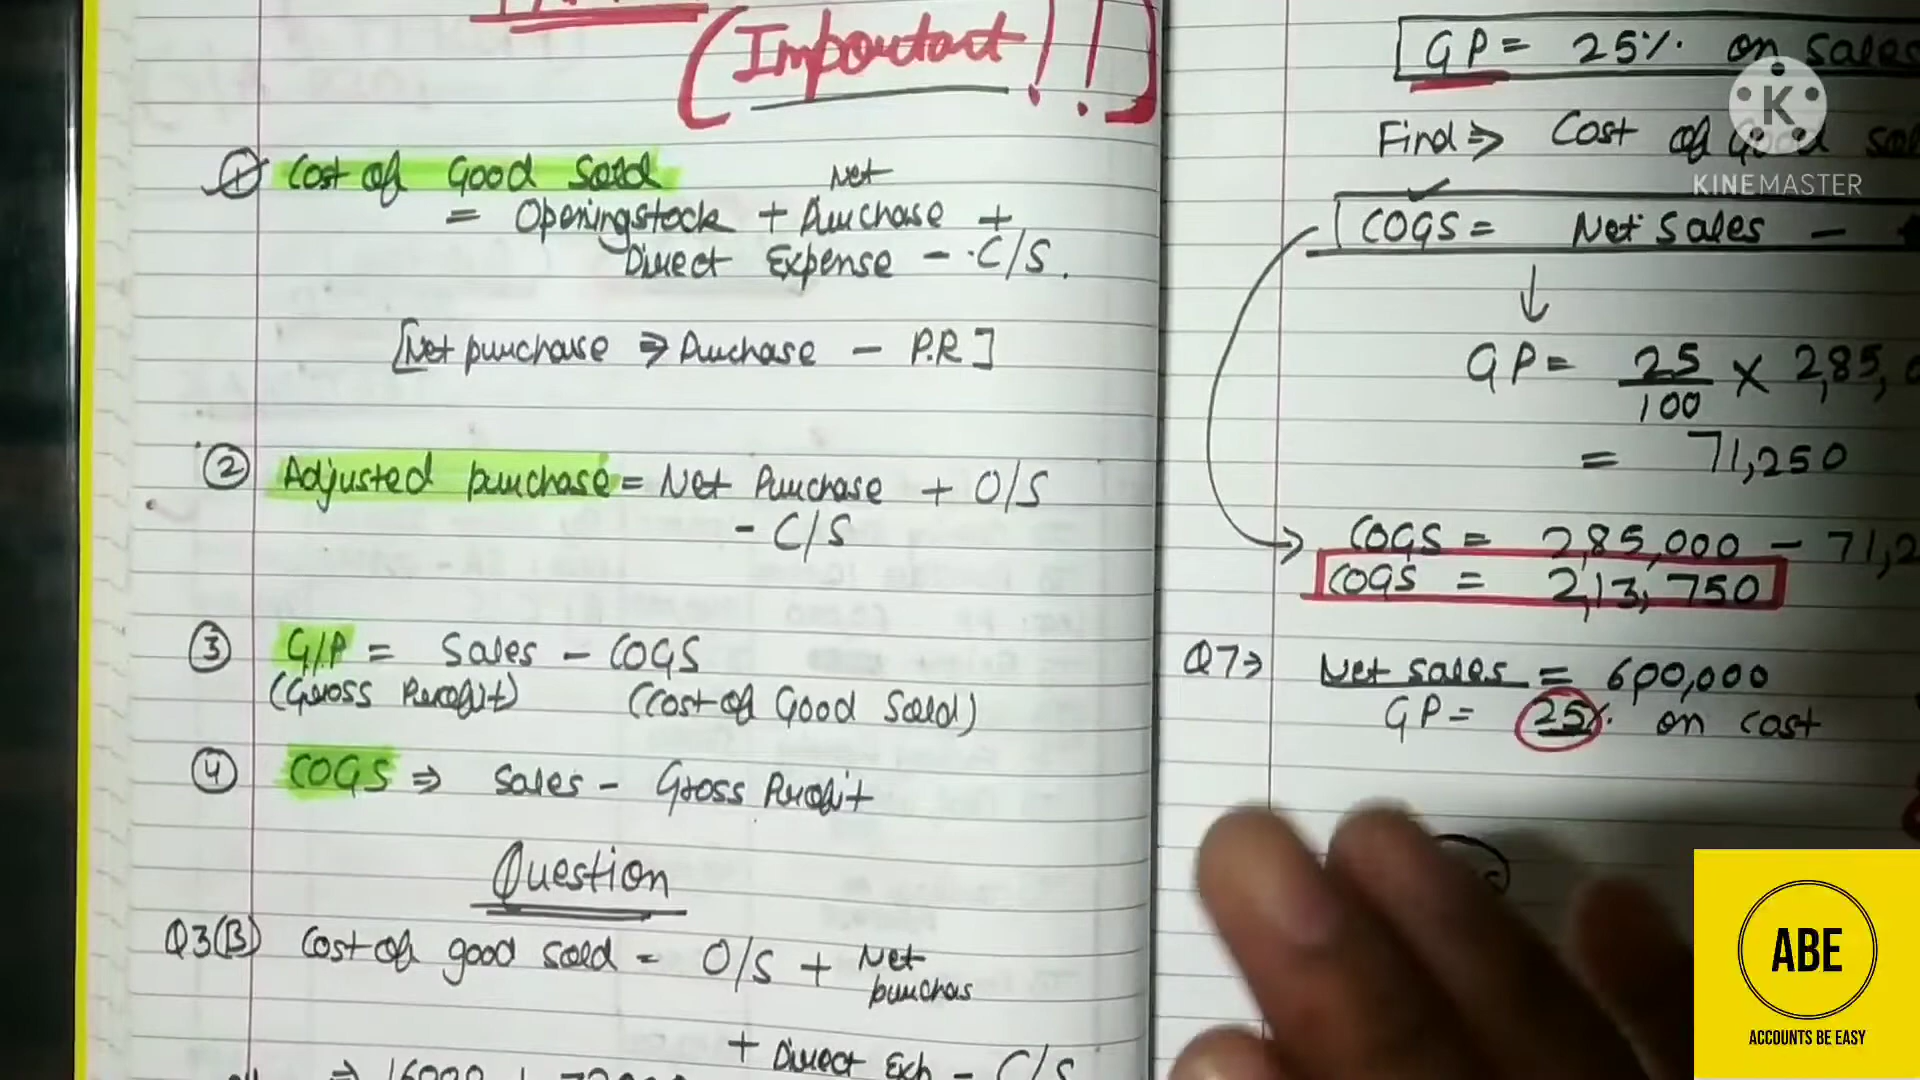 (Important!!)
① Cost of Good Sold
= Opening stock + Net Purchase +
Direct Expense - C/S.
[Net purchase ⇒ Purchase - P.R]
② Adjusted purchase = Net Purchase + O/S
- C/S
③ G/P = Sales - COGS
(Gross Profit) (Cost of Good Sold)
④ COGS ⇒ Sales - Gross Profit
Question
Q3(B) Cost of good sold = O/S + Net
purchas
+ Direct Exp - C/S
GP = 25% on sales
Find ⇒ Cost of Good
COGS = Net Sales -
↓
GP = 25/100 × 2,85,
= 71,250
COGS = 2,85,000 - 71,2
COGS = 2,13,750
Q7⇒ Net sales = 600,000
GP = 25% on cost
K
KINEMASTER
ABE
ACCOUNTS BE EASY